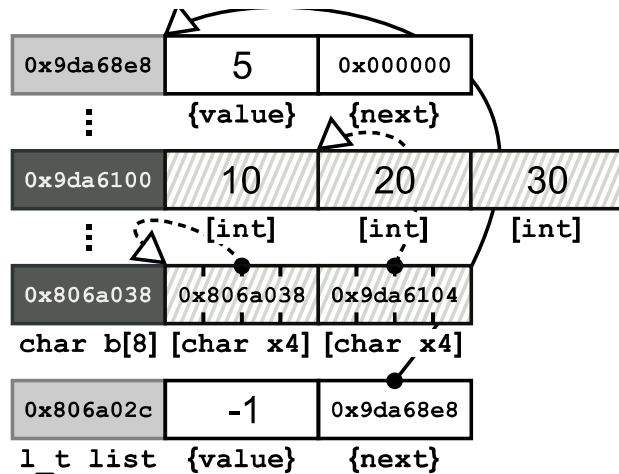 0x9da68e8 5 0x000000
{value} {next}
0x9da6100 10 20 30
[int] [int] [int]
0x806a038 0x806a038 0x9da6104
char b[8] [char x4] [char x4]
0x806a02c -1 0x9da68e8
l_t list {value} {next}